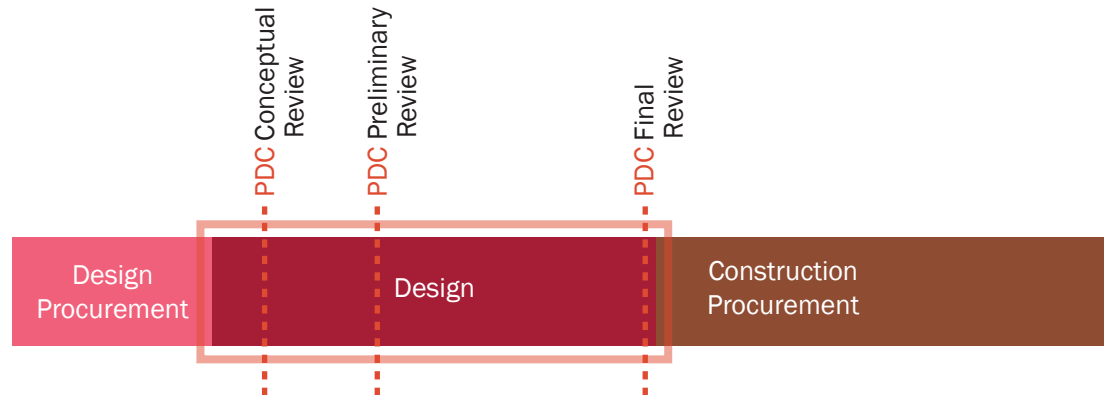 PDC Conceptual
Review
PDC Preliminary
Review
PDC Final
Review
Design
Procurement
Design
Construction
Procurement